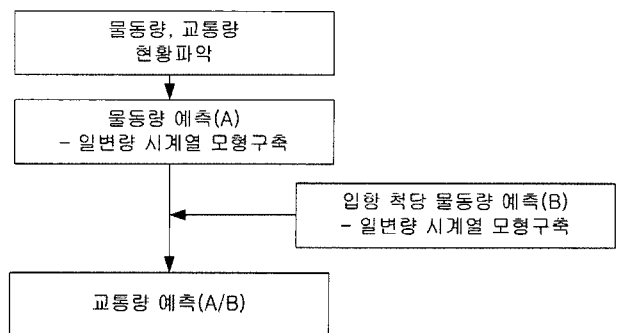 물동량, 교통량
현황파악
물동량 예측(A)
- 일변량 시계열 모형구축
입항 척당 물동량 예측(B)
- 일변량 시계열 모형구축
교통량 예측(A/B)